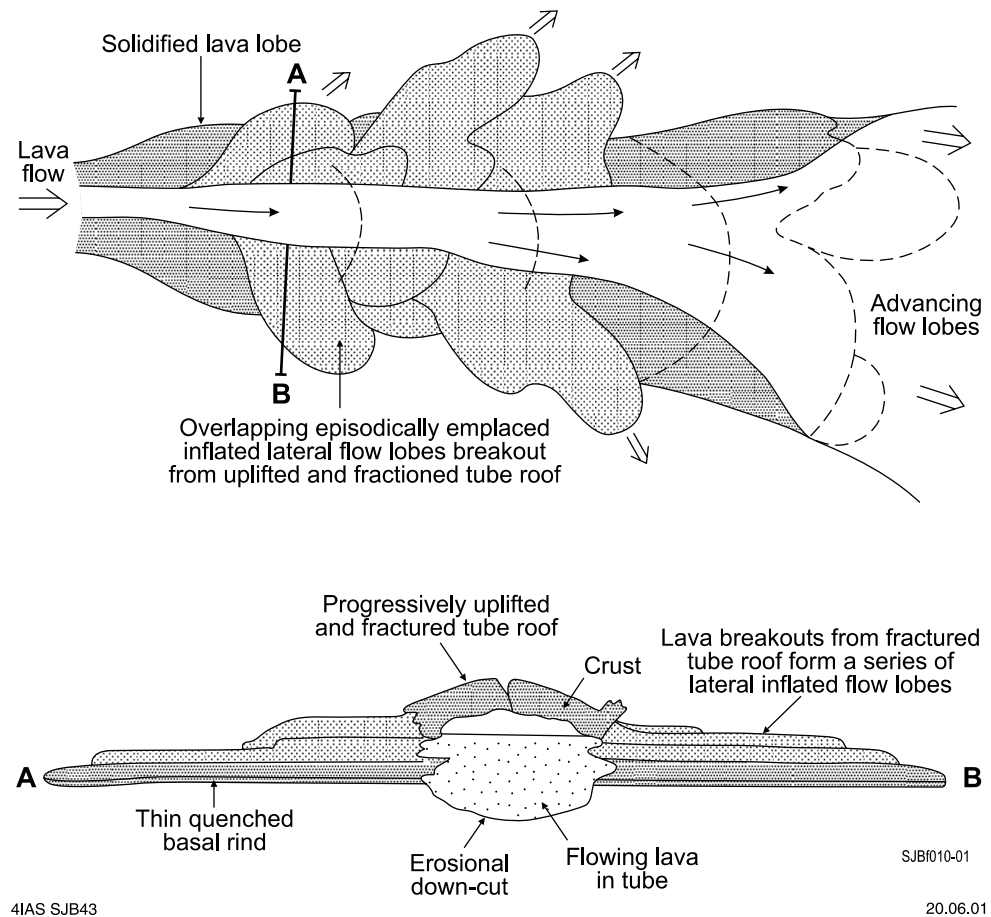 Solidified lava lobe
A
Lava
flow
Advancing
flow lobes
B
Overlapping episodically emplaced
inflated lateral flow lobes breakout
from uplifted and fractioned tube roof
Progressively uplifted
and fractured tube roof
Crust
Lava breakouts from fractured
tube roof form a series of
lateral inflated flow lobes
A
B
Thin quenched
basal rind
Erosional
down-cut
Flowing lava
in tube
SJBf010-01
4IAS SJB43
20.06.01